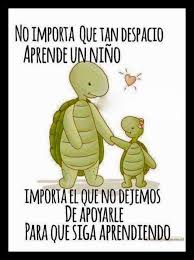 No importa Que tan despacio
Aprende un niño
Importa el que no dejemos
De apoyarle
Para que siga aprendiendo